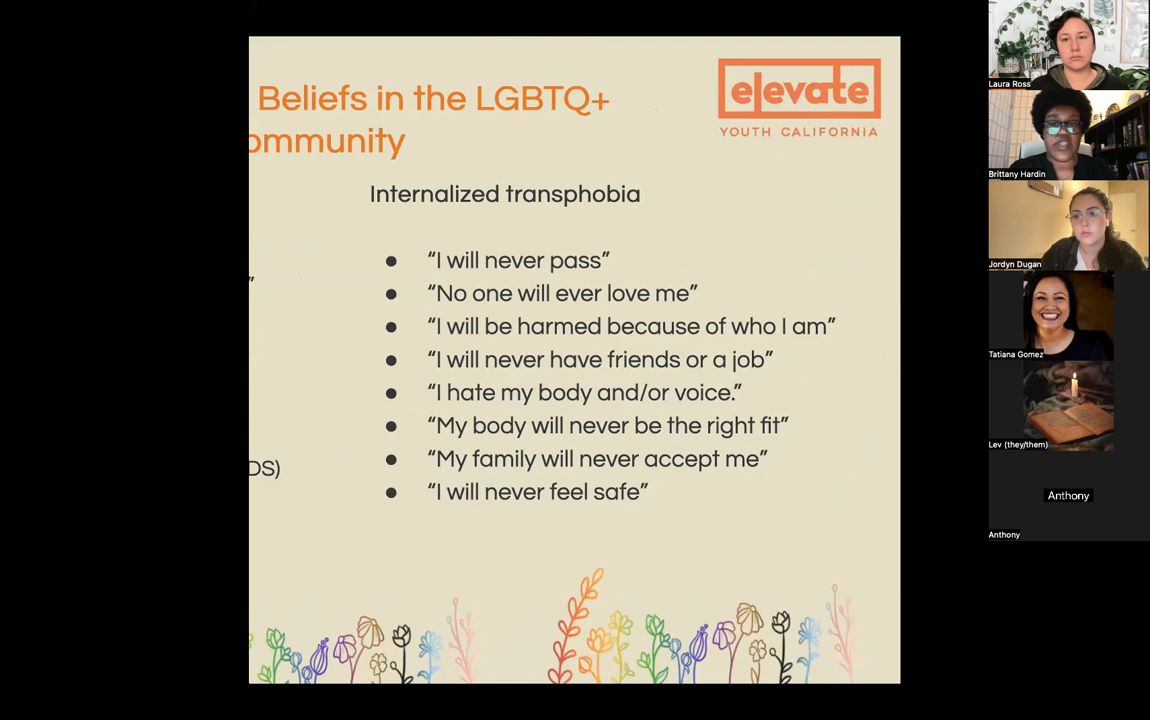 Beliefs in the LGBTQ+
ommunity
elevate
YOUTH CALIFORNIA
Internalized transphobia
”
● “I will never pass”
● “No one will ever love me”
● “I will be harmed because of who I am”
● “I will never have friends or a job”
● “I hate my body and/or voice.”
● “My body will never be the right fit”
● “My family will never accept me”
DS)
● “I will never feel safe”
Laura Ross
Brittany Hardin
Jordyn Dugan
Tatiana Gomez
Lev (they/them)
Anthony
Anthony